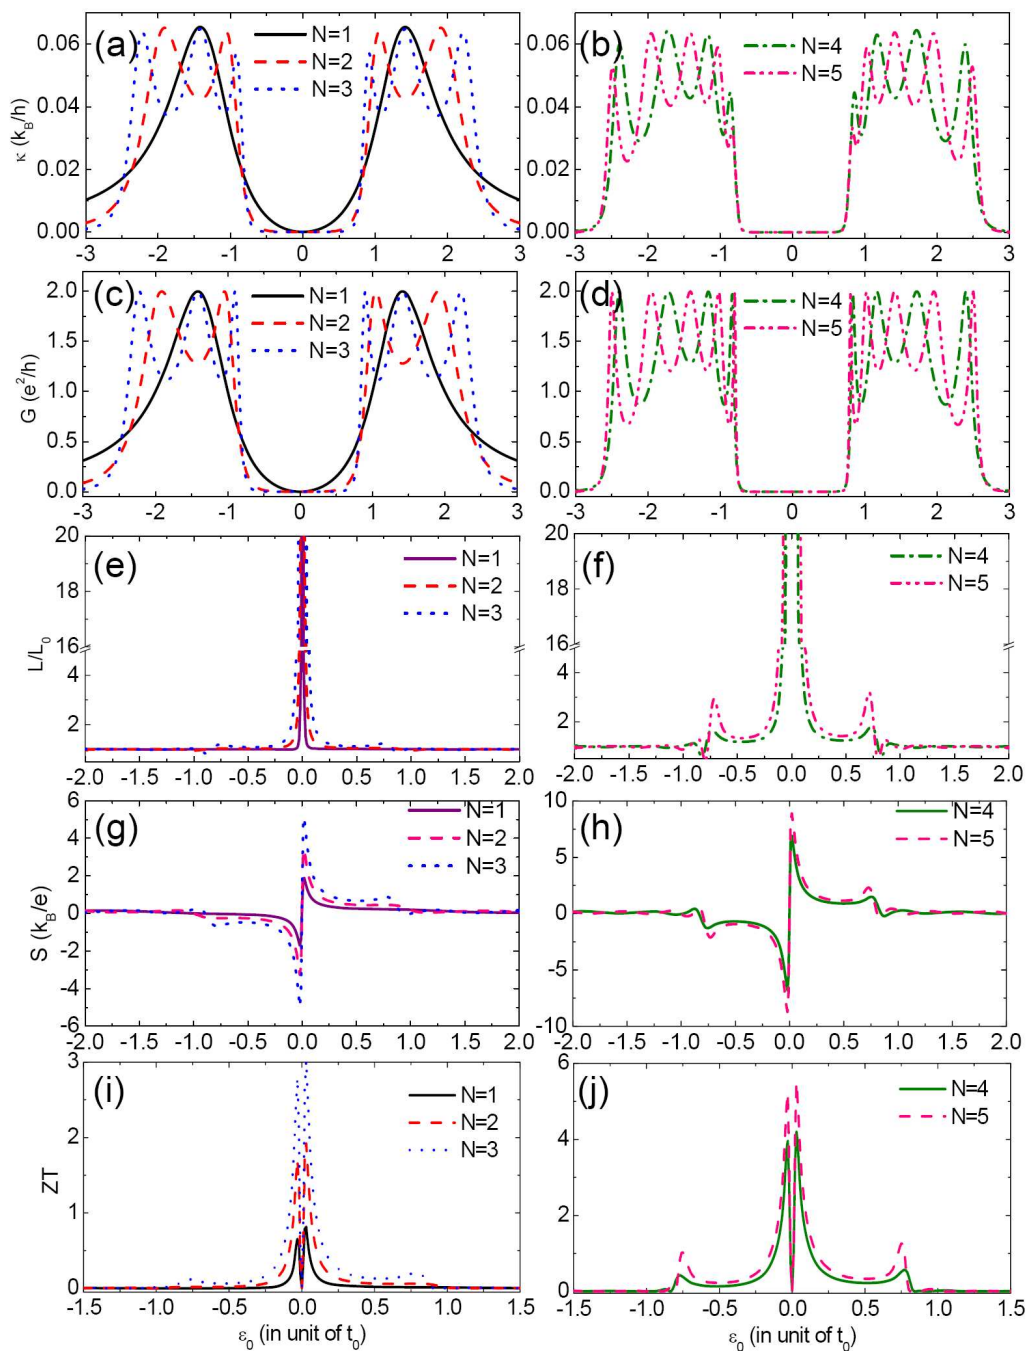 (a)
N=1
N=2
N=3
κ (k_B/h)
0.06
0.04
0.02
0.00
-3 -2 -1 0 1 2 3
(b)
N=4
N=5
0.06
0.04
0.02
0.00
-3 -2 -1 0 1 2 3
(c)
N=1
N=2
N=3
G (e²/h)
2.0
1.5
1.0
0.5
0.0
-3 -2 -1 0 1 2 3
(d)
N=4
N=5
2.0
1.5
1.0
0.5
0.0
-3 -2 -1 0 1 2 3
(e)
N=1
N=2
N=3
L/L₀
20
18
16
4
2
-2.0 -1.5 -1.0 -0.5 0.0 0.5 1.0 1.5 2.0
(f)
N=4
N=5
20
18
16
4
2
-2.0 -1.5 -1.0 -0.5 0.0 0.5 1.0 1.5 2.0
(g)
N=1
N=2
N=3
S (k_B/e)
6
4
2
0
-2
-4
-6
-2.0 -1.5 -1.0 -0.5 0.0 0.5 1.0 1.5 2.0
(h)
N=4
N=5
10
5
0
-5
-10
-2.0 -1.5 -1.0 -0.5 0.0 0.5 1.0 1.5 2.0
(i)
N=1
N=2
N=3
ZT
3
2
1
0
-1.5 -1.0 -0.5 0.0 0.5 1.0 1.5
ε₀ (in unit of t₀)
(j)
N=4
N=5
6
4
2
0
-1.5 -1.0 -0.5 0.0 0.5 1.0 1.5
ε₀ (in unit of t₀)